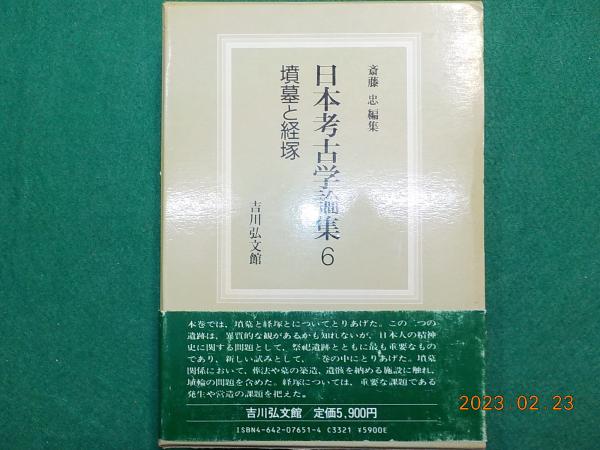 斎藤 忠 編集
日本考古学論集 6
墳墓と経塚
吉川弘文館
本巻では、墳墓と経塚とについてとりあげた。この二つの
遺跡は、異質的な観があるかも知れないが、日本人の精神
史に関する問題として、祭祀遺跡とともに最も重要なもの
であり、新しい試みとして、一巻の中にとりあげた。墳墓
関係において、葬法や墓の築造、遺骸を納める施設に触れ、
埴輪の問題を含めた。経塚については、重要な課題である
発生や営造の課題を把えた。
吉川弘文館 定価5,900円
ISBN4-642-07651-4 C3321 ¥5900E
2023.02.23